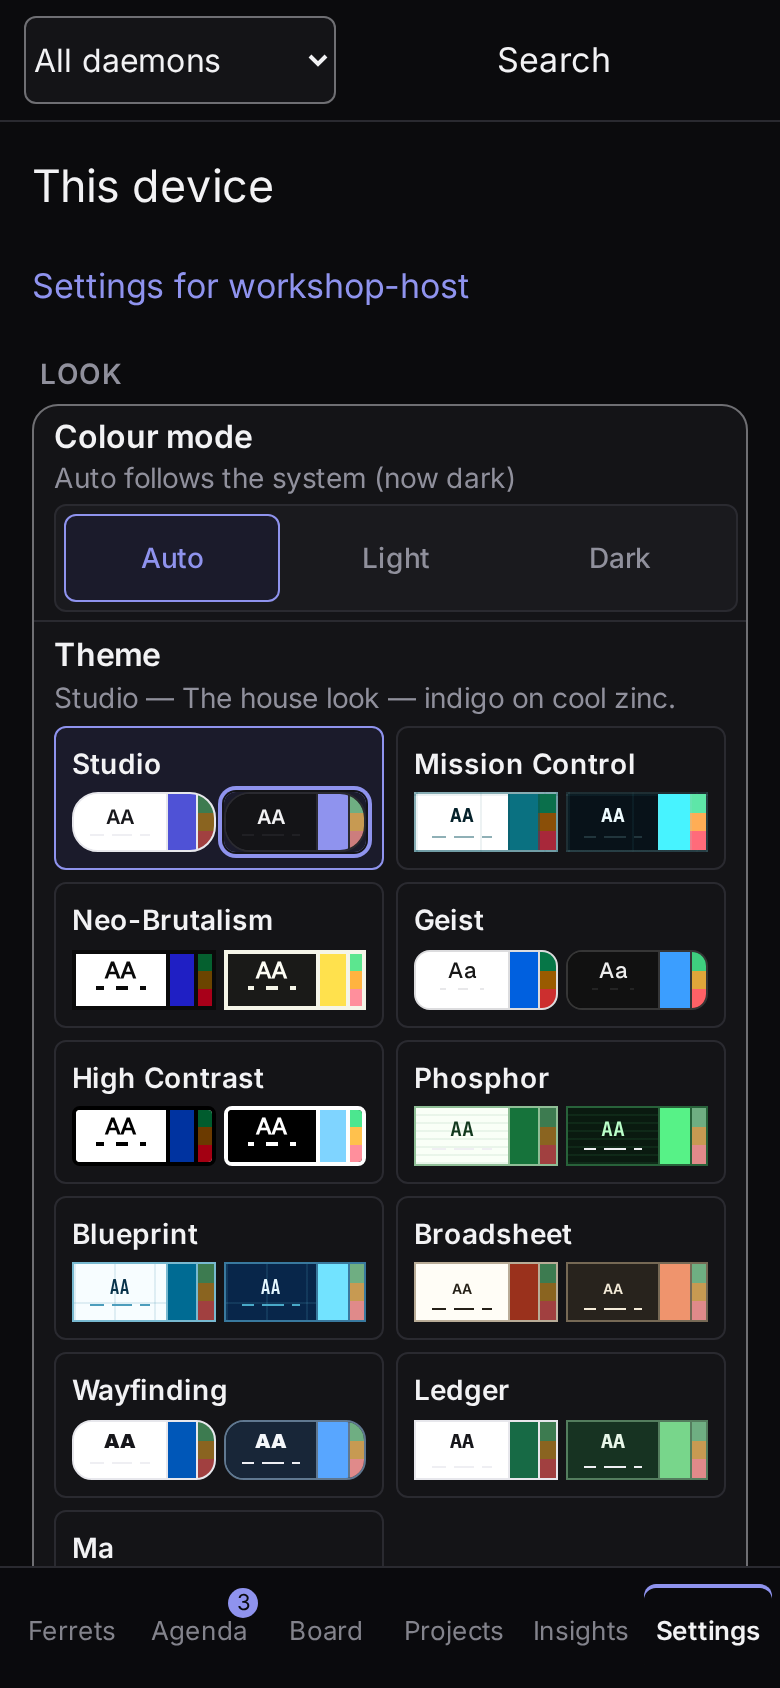 All daemons
Search
This device
Settings for workshop-host
LOOK
Colour mode
Auto follows the system (now dark)
Auto
Light
Dark
Theme
Studio — The house look — indigo on cool zinc.
Studio
Mission Control
AA
AA
AA
AA
Neo-Brutalism
Geist
AA
AA
Aa
Aa
High Contrast
Phosphor
AA
AA
AA
AA
Blueprint
Broadsheet
AA
AA
AA
AA
Wayfinding
Ledger
AA
AA
AA
AA
Ma
3
Ferrets
Agenda
Board
Projects
Insights
Settings